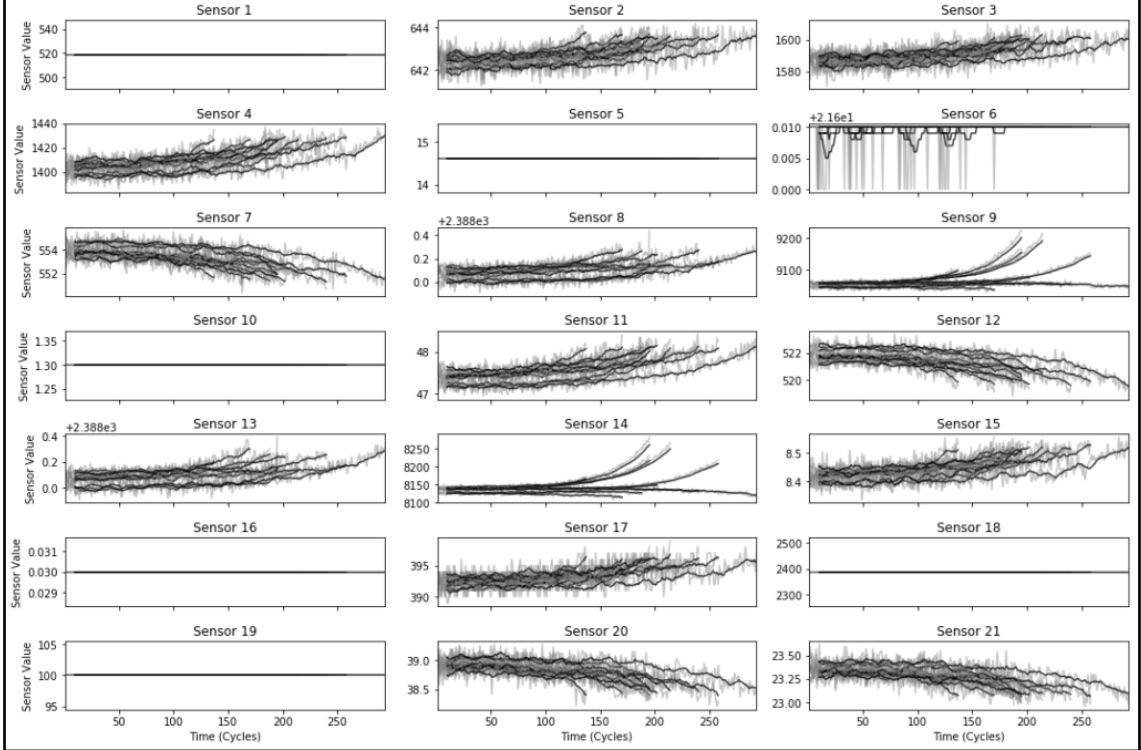 Sensor 1
Sensor 2
Sensor 3
Sensor Value
540
520
500
644
642
1600
1580
Sensor 4
Sensor 5
Sensor 6
Sensor Value
1440
1420
1400
15
14
+2.16e1
0.010
0.005
0.000
Sensor 7
Sensor 8
Sensor 9
Sensor Value
554
552
+2.388e3
0.4
0.2
0.0
9200
9100
Sensor 10
Sensor 11
Sensor 12
Sensor Value
1.35
1.30
1.25
48
47
522
520
Sensor 13
Sensor 14
Sensor 15
Sensor Value
+2.388e3
0.4
0.2
0.0
8250
8200
8150
8100
8.5
8.4
Sensor 16
Sensor 17
Sensor 18
Sensor Value
0.031
0.030
0.029
395
390
2500
2400
2300
Sensor 19
Sensor 20
Sensor 21
Sensor Value
105
100
95
39.0
38.5
23.50
23.25
23.00
50 100 150 200 250
50 100 150 200 250
50 100 150 200 250
Time (Cycles)
Time (Cycles)
Time (Cycles)